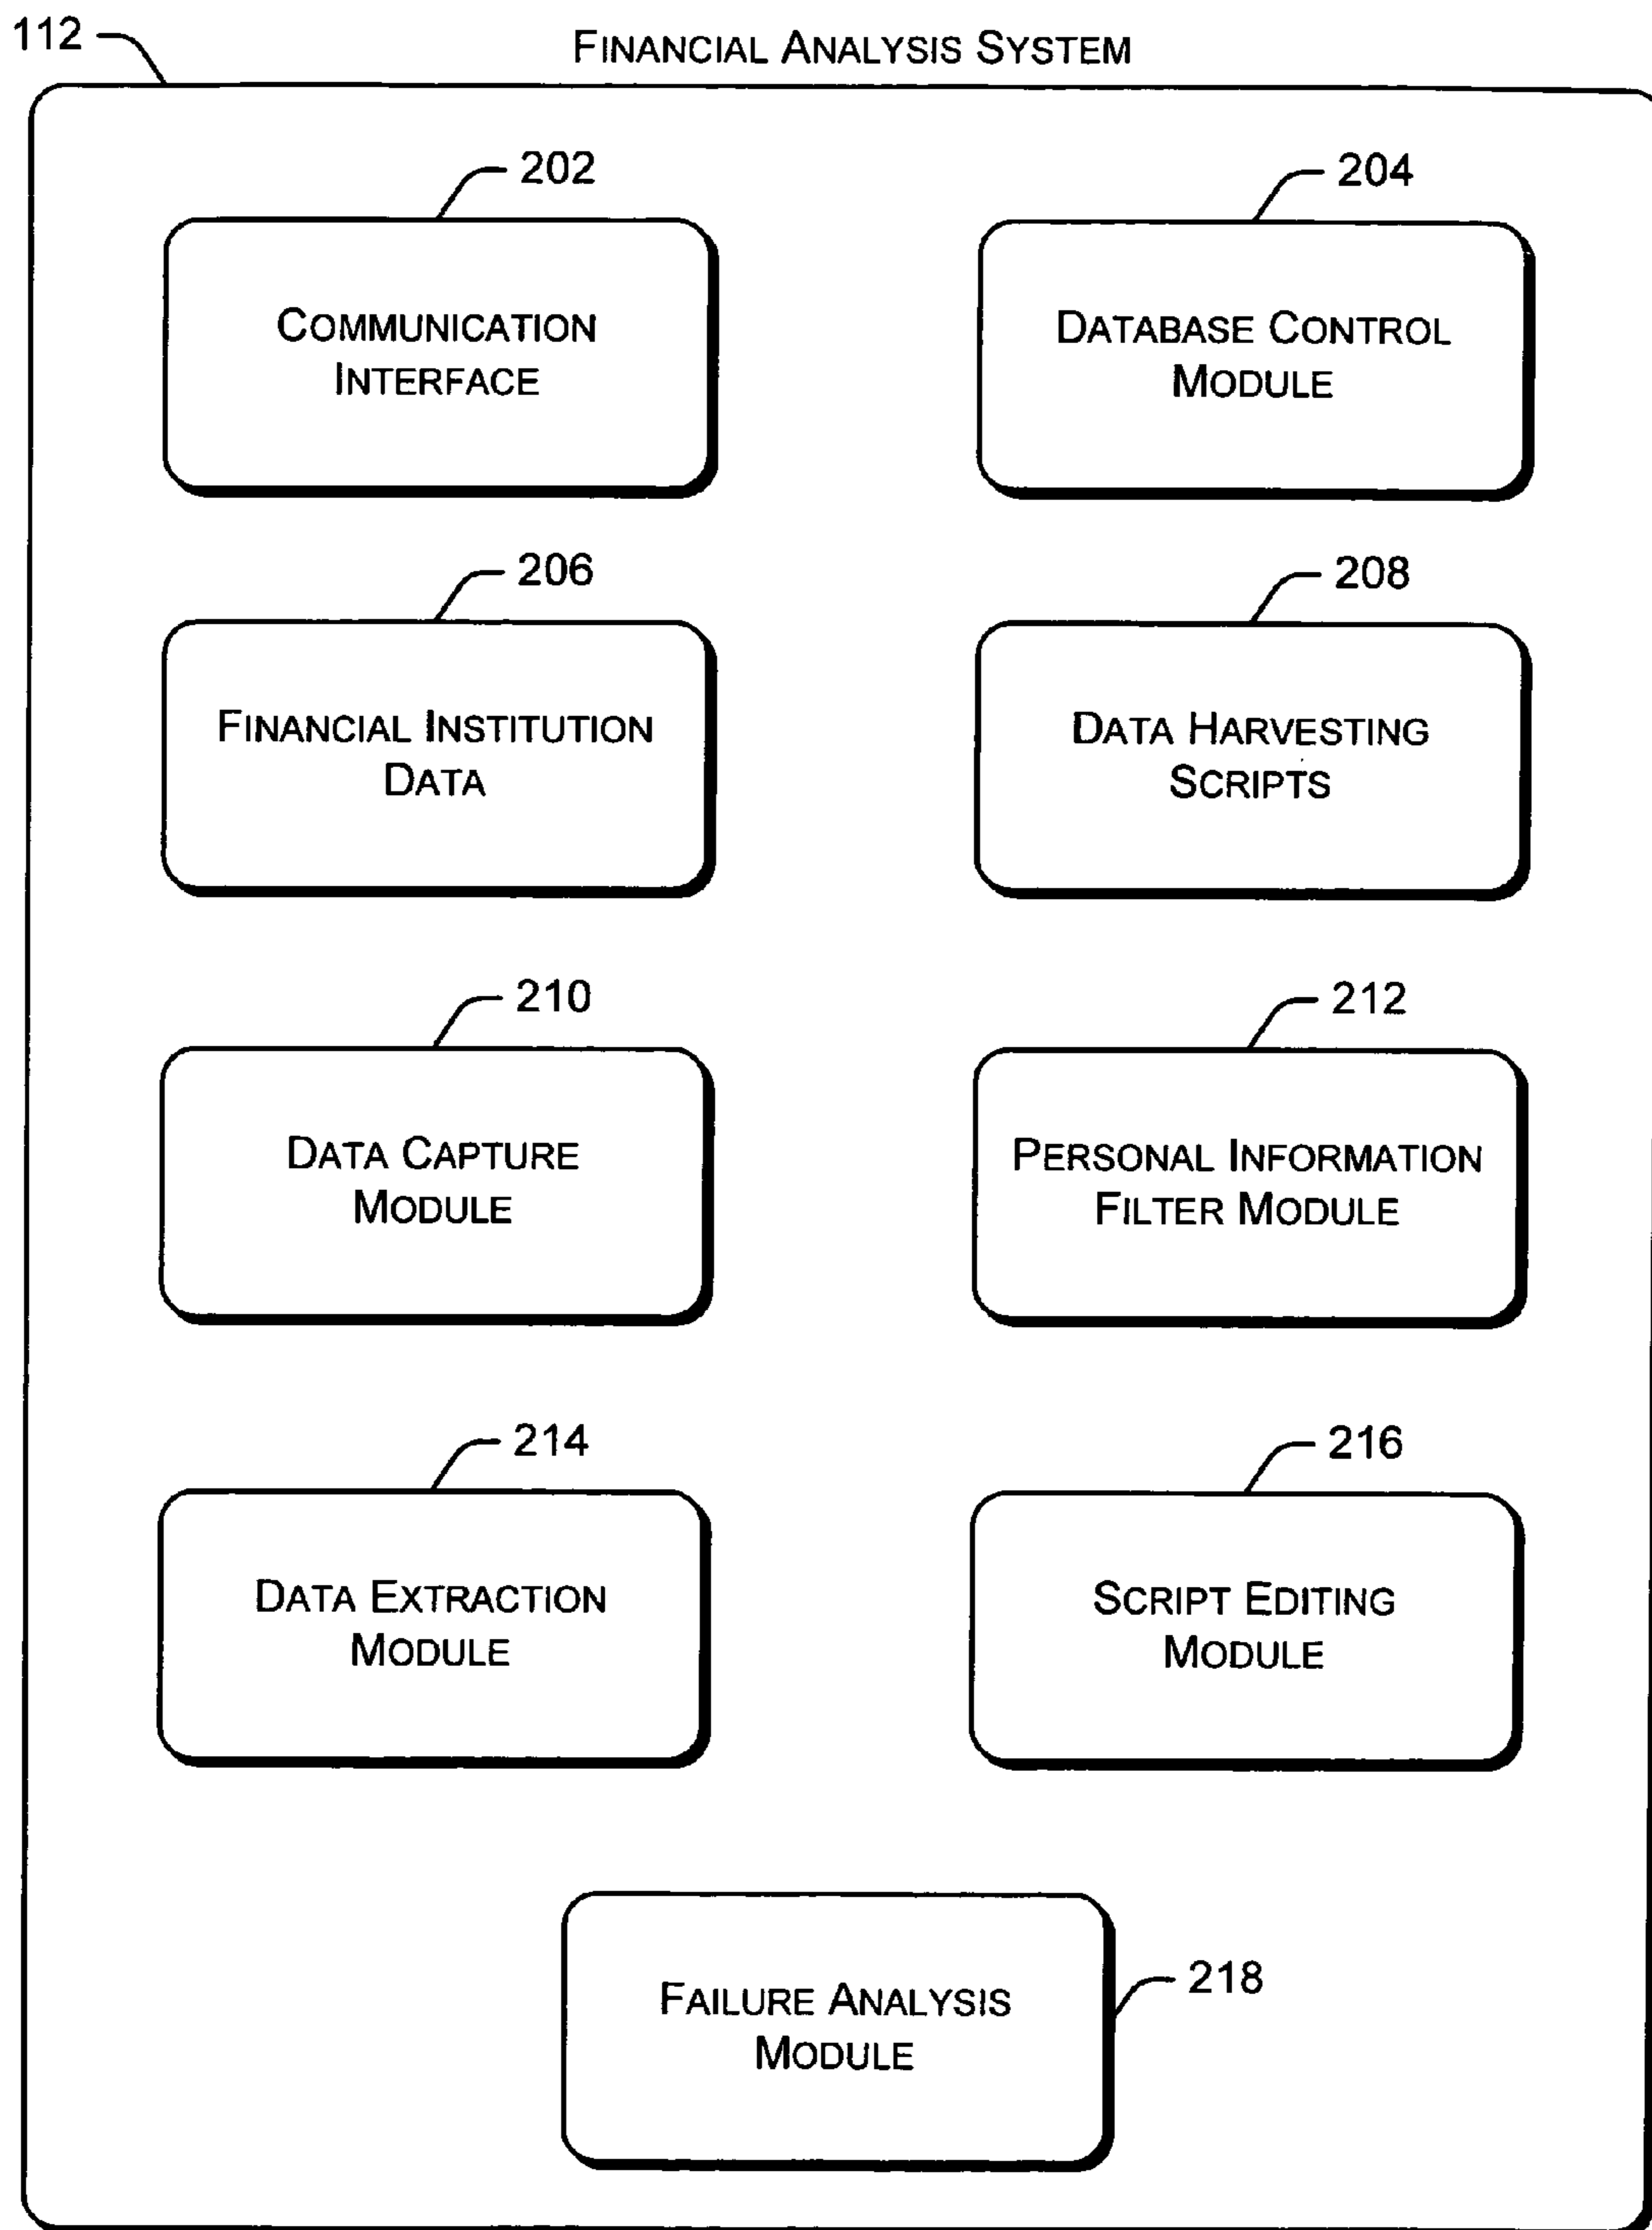 112
FINANCIAL ANALYSIS SYSTEM
202
204
COMMUNICATION
INTERFACE
DATABASE CONTROL
MODULE
206
208
FINANCIAL INSTITUTION
DATA
DATA HARVESTING
SCRIPTS
210
212
DATA CAPTURE
MODULE
PERSONAL INFORMATION
FILTER MODULE
214
216
DATA EXTRACTION
MODULE
SCRIPT EDITING
MODULE
FAILURE ANALYSIS
MODULE
218